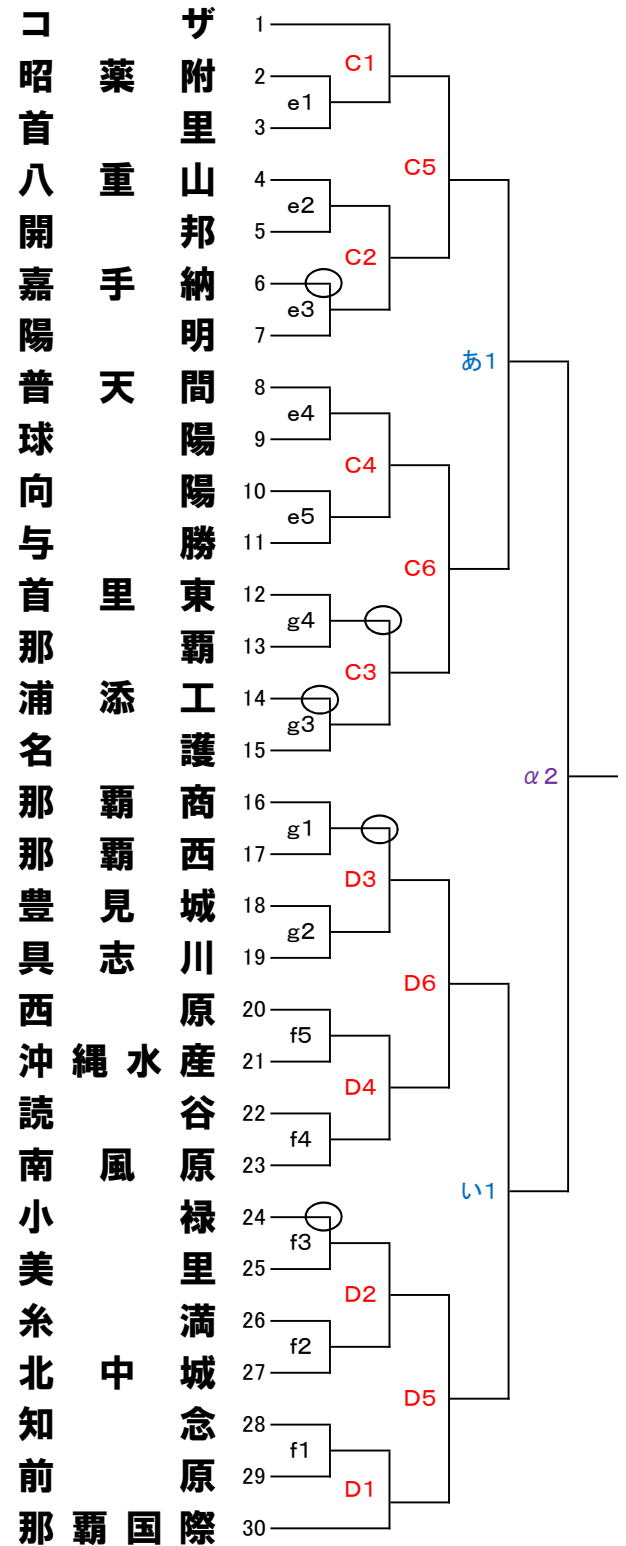 コザ 1
C1
昭薬附 2
e1
首里 3
C5
八重山 4
e2
開邦 5
C2
嘉手納 6
e3
陽明 7
あ1
普天間 8
e4
球陽 9
C4
向陽 10
e5
与勝 11
C6
首里東 12
g4
那覇 13
C3
浦添工 14
g3
名護 15
α2
那覇商 16
g1
那覇西 17
D3
豊見城 18
g2
具志川 19
D6
西原 20
f5
沖縄水産 21
D4
読谷 22
f4
南風原 23
い1
小禄 24
f3
美里 25
D2
糸満 26
f2
北中城 27
D5
知念 28
f1
前原 29
D1
那覇国際 30